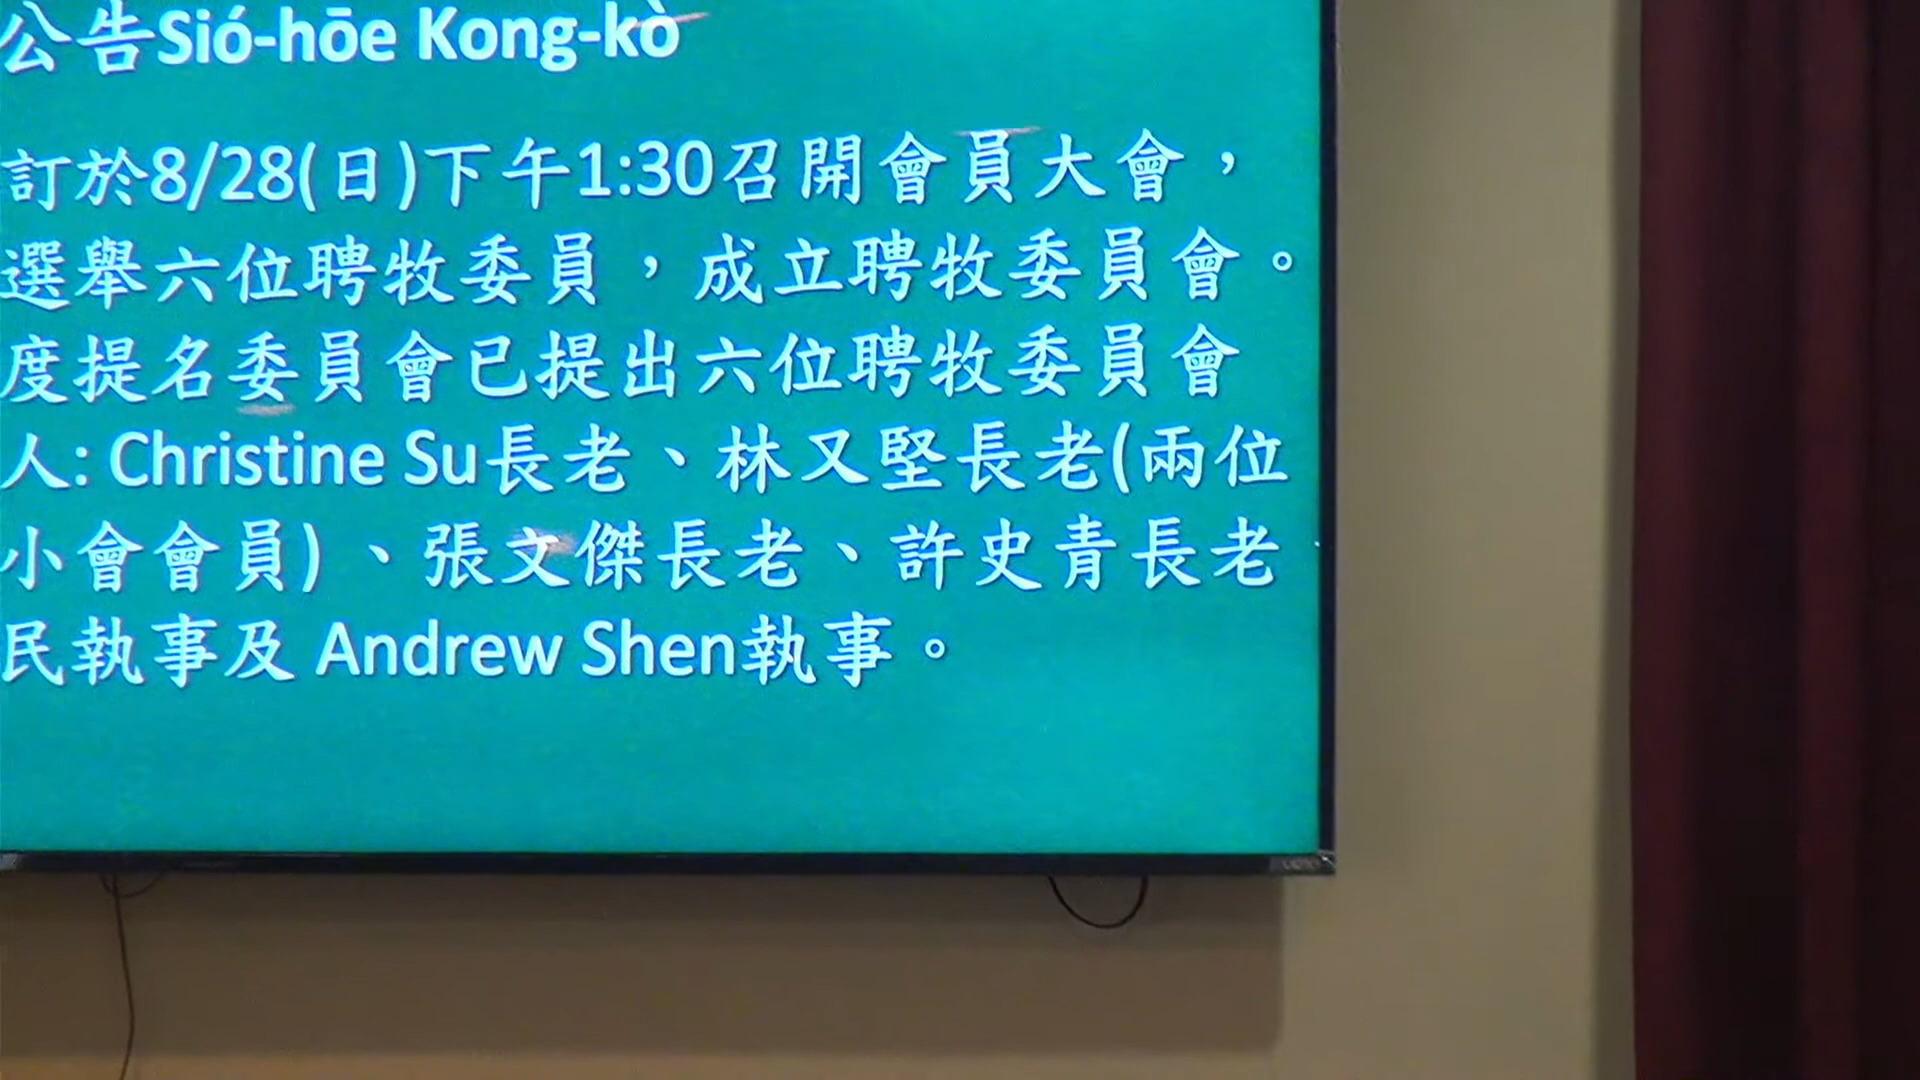 公告Sió-hōe Kong-kò
訂於8/28(日)下午1:30召開會員大會，
選舉六位聘牧委員，成立聘牧委員會。
度提名委員會已提出六位聘牧委員會
人: Christine Su長老、林又堅長老(兩位
小會會員) 、張文傑長老、許史青長老
民執事及 Andrew Shen執事。